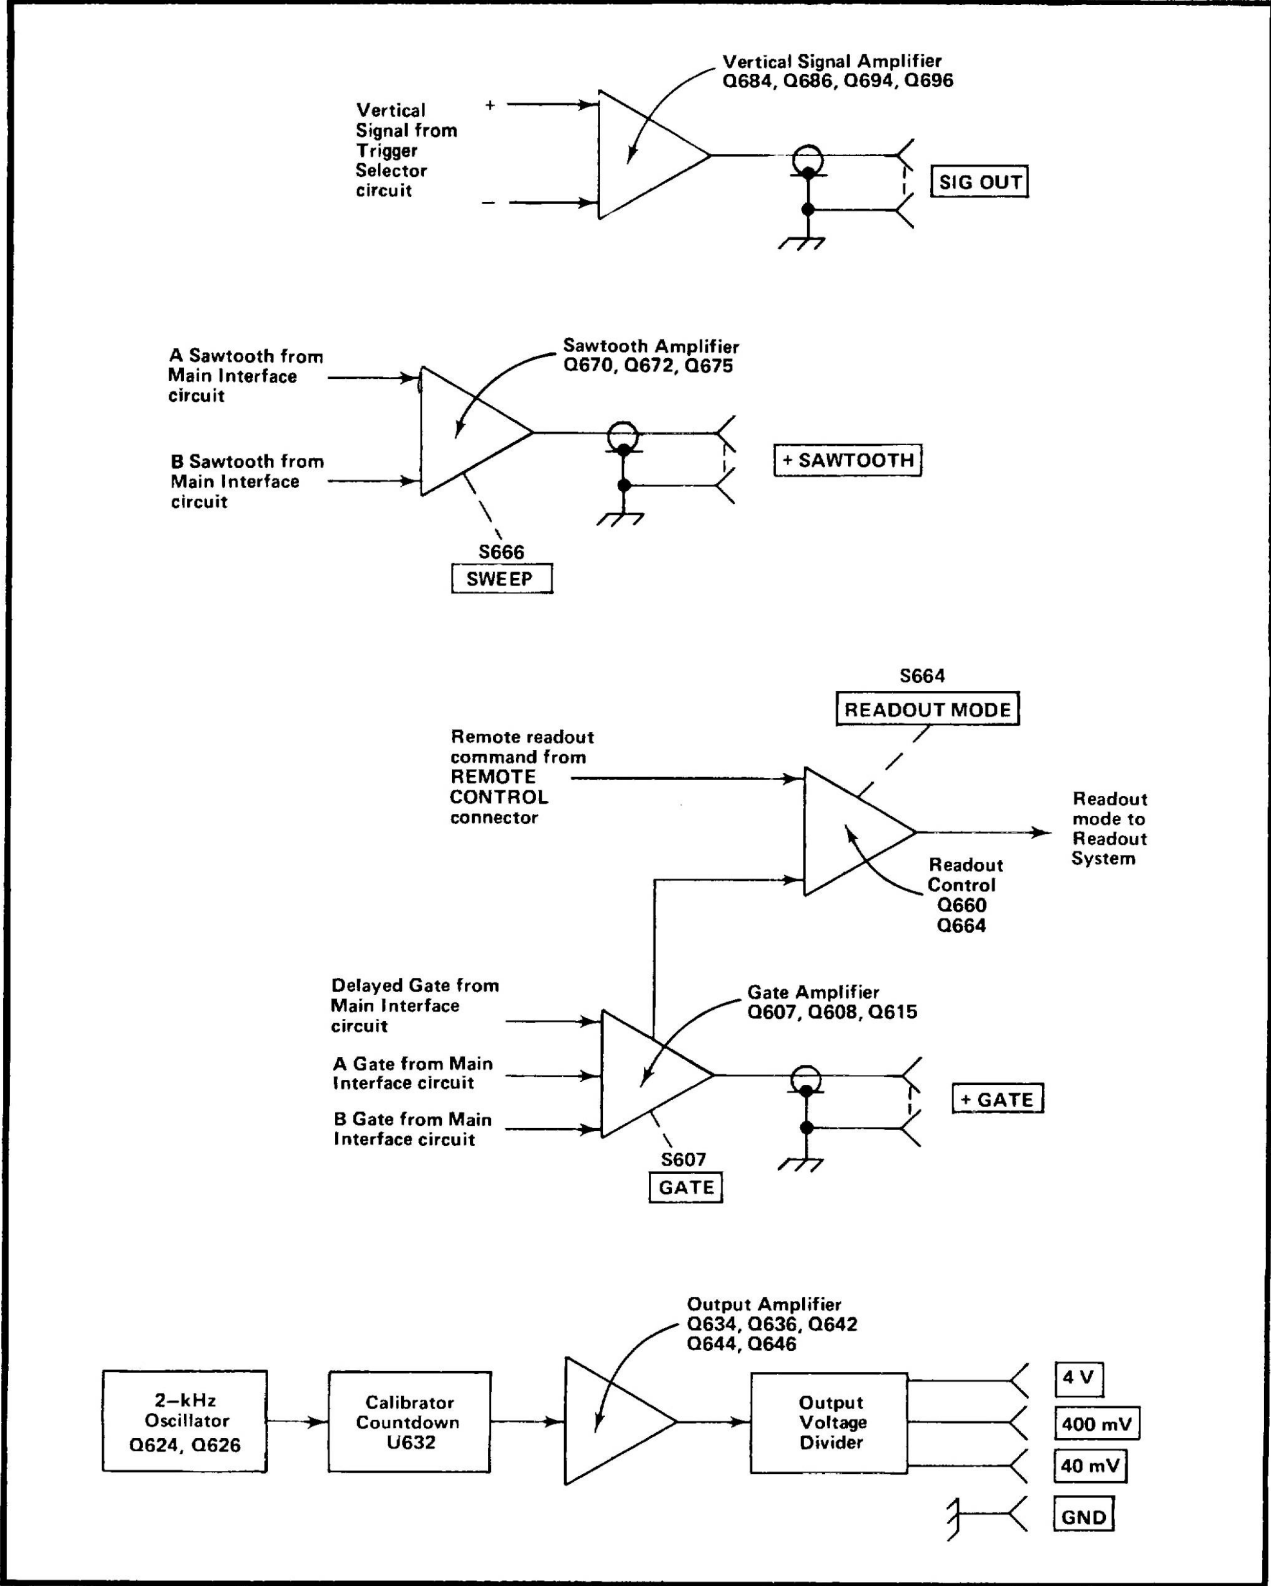 Vertical Signal Amplifier
Q684, Q686, Q694, Q696
Vertical
Signal from
Trigger
Selector
circuit
+
−
SIG OUT
A Sawtooth from
Main Interface
circuit
Sawtooth Amplifier
Q670, Q672, Q675
B Sawtooth from
Main Interface
circuit
+ SAWTOOTH
S666
SWEEP
S664
READOUT MODE
Remote readout
command from
REMOTE
CONTROL
connector
Readout
mode to
Readout
System
Readout
Control
Q660
Q664
Delayed Gate from
Main Interface
circuit
Gate Amplifier
Q607, Q608, Q615
A Gate from Main
Interface circuit
B Gate from Main
Interface circuit
+ GATE
S607
GATE
Output Amplifier
Q634, Q636, Q642
Q644, Q646
2−kHz
Oscillator
Q624, Q626
Calibrator
Countdown
U632
Output
Voltage
Divider
4 V
400 mV
40 mV
GND